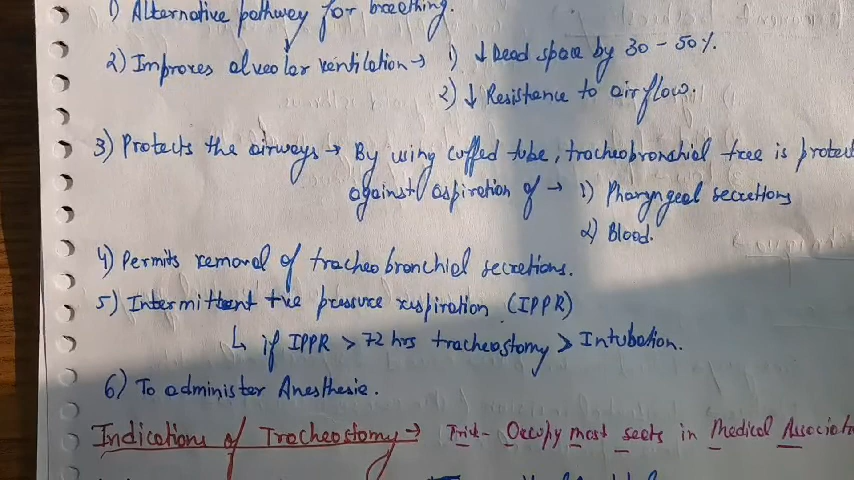 1) Alternative pathway for breathing.
2) Improves alveolar ventilation → 1) ↓ Dead space by 30 - 50%.
2) ↓ Resistance to airflow.
3) Protects the airways → By using cuffed tube, tracheobronchial tree is protect
against aspiration of → 1) Pharyngeal secretions
2) Blood.
4) Permits removal of tracheobronchial secretions.
5) Intermittent +ve pressure respiration (IPPR)
↳ if IPPR > 72 hrs tracheostomy > Intubation.
6) To administer Anesthesia.
Indications of Tracheostomy → Trick - Occupy most seets in Medical Associat